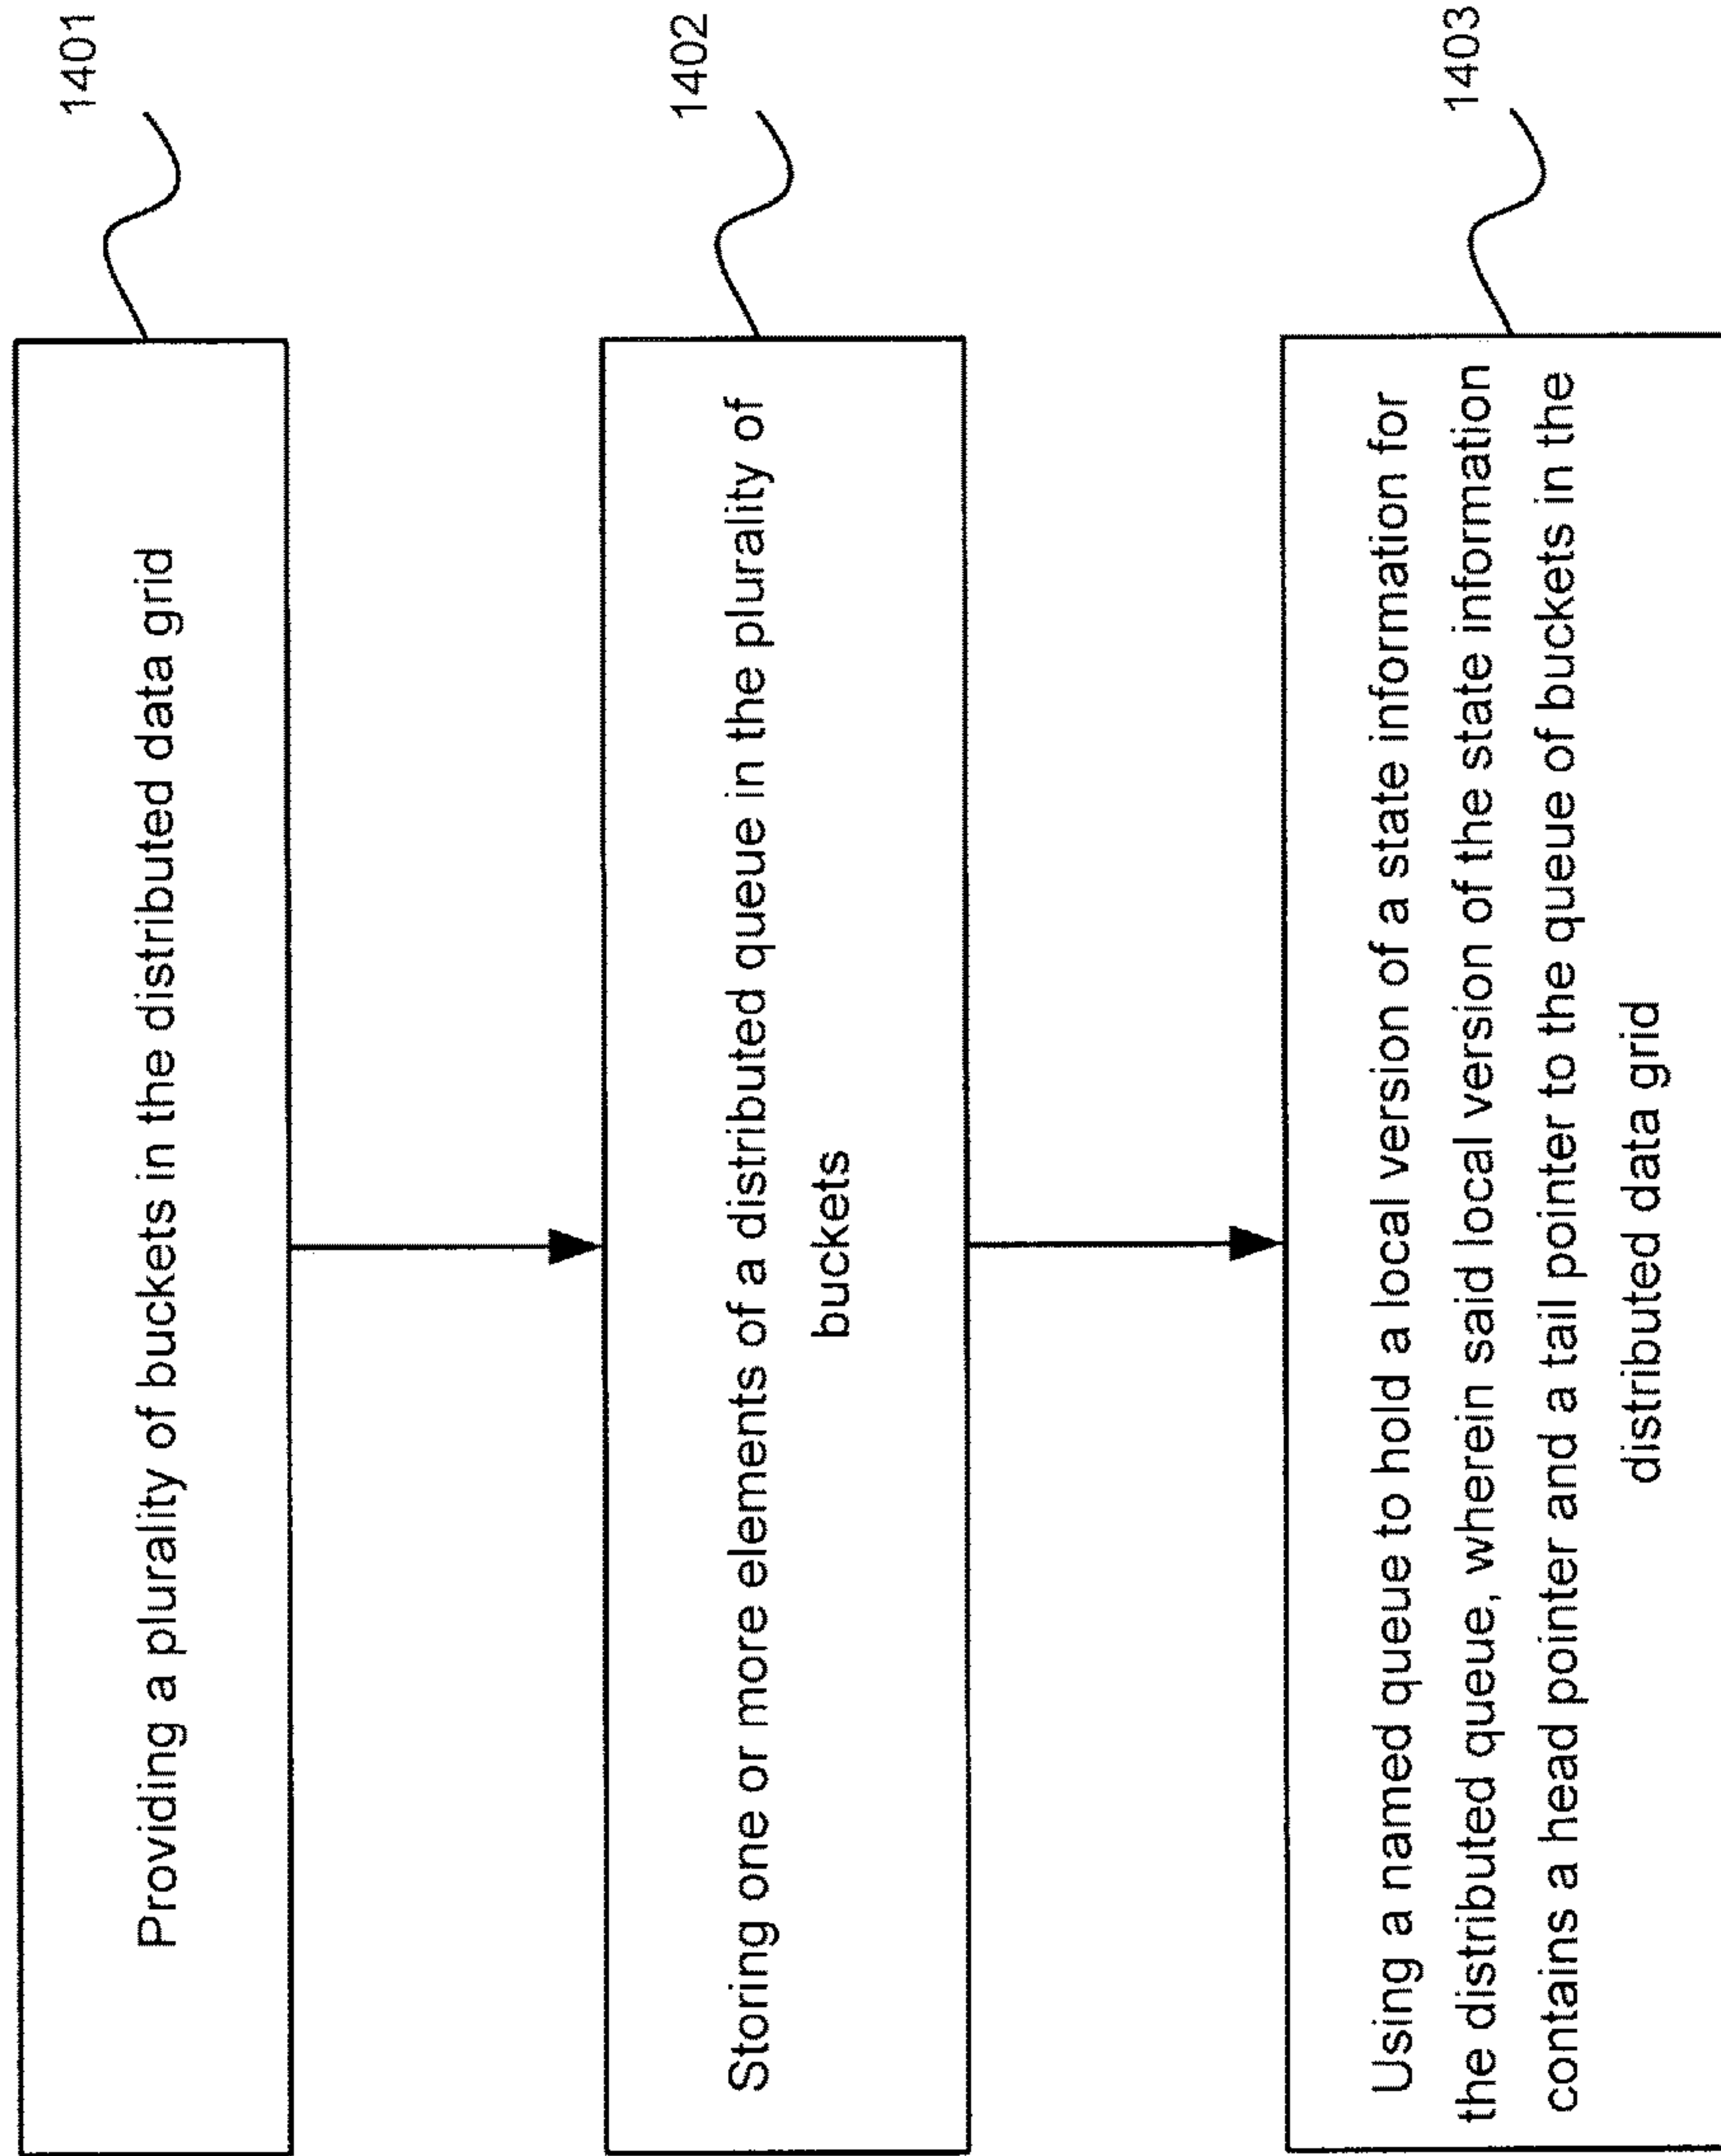 Providing a plurality of buckets in the distributed data grid
1401
Storing one or more elements of a distributed queue in the plurality of
buckets
1402
Using a named queue to hold a local version of a state information for
the distributed queue, wherein said local version of the state information
contains a head pointer and a tail pointer to the queue of buckets in the
distributed data grid
1403